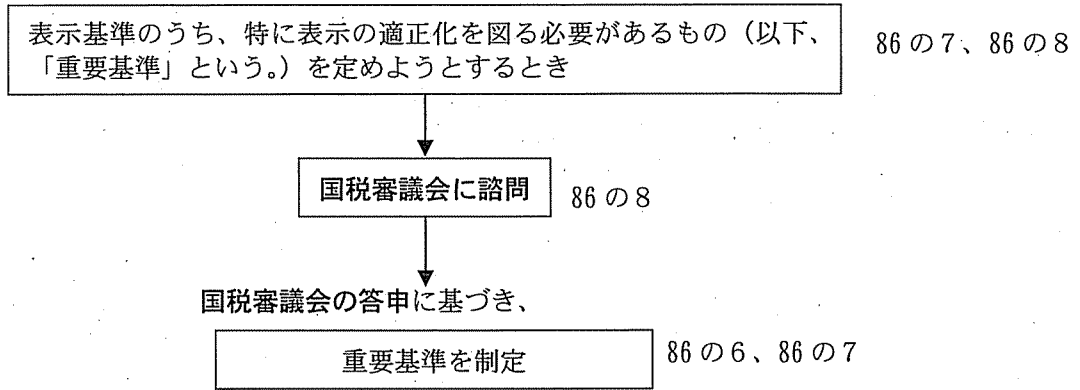 表示基準のうち、特に表示の適正化を図る必要があるもの（以下、
「重要基準」という。）を定めようとするとき
86の7、86の8
国税審議会に諮問
86の8
国税審議会の答申に基づき、
重要基準を制定
86の6、86の7